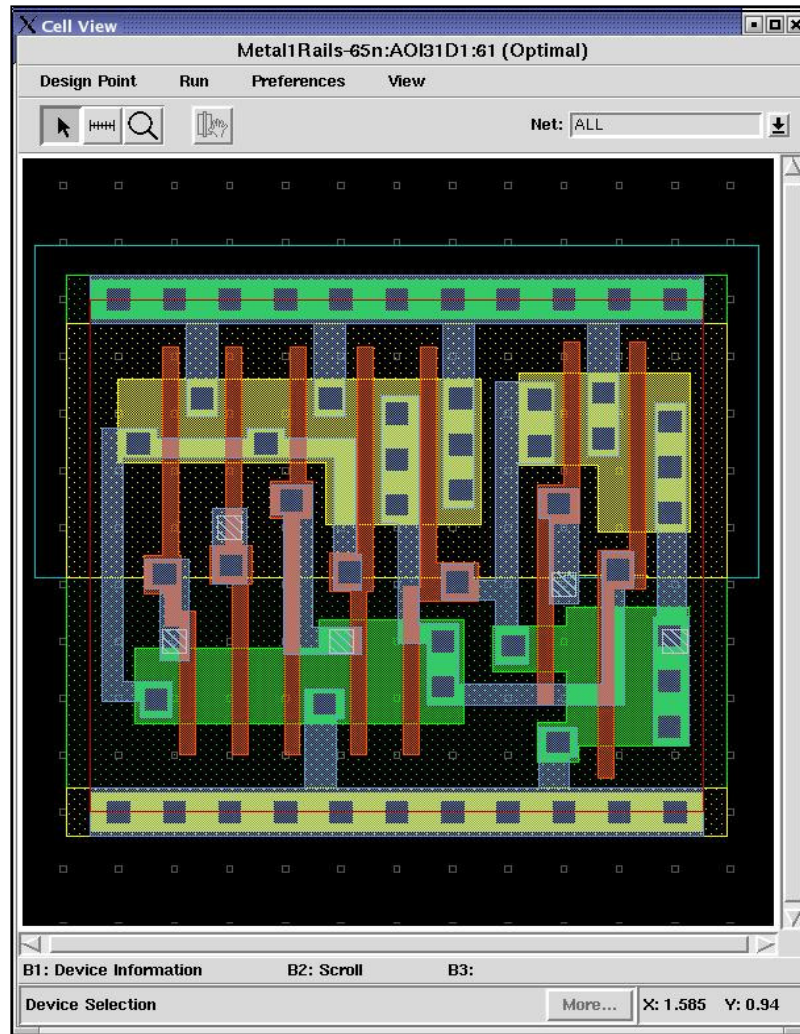 X Cell View
Metal1Rails-65n:AOI31D1:61 (Optimal)
Design Point Run Preferences View
Net: ALL
B1: Device Information B2: Scroll B3:
Device Selection More... X: 1.585 Y: 0.94